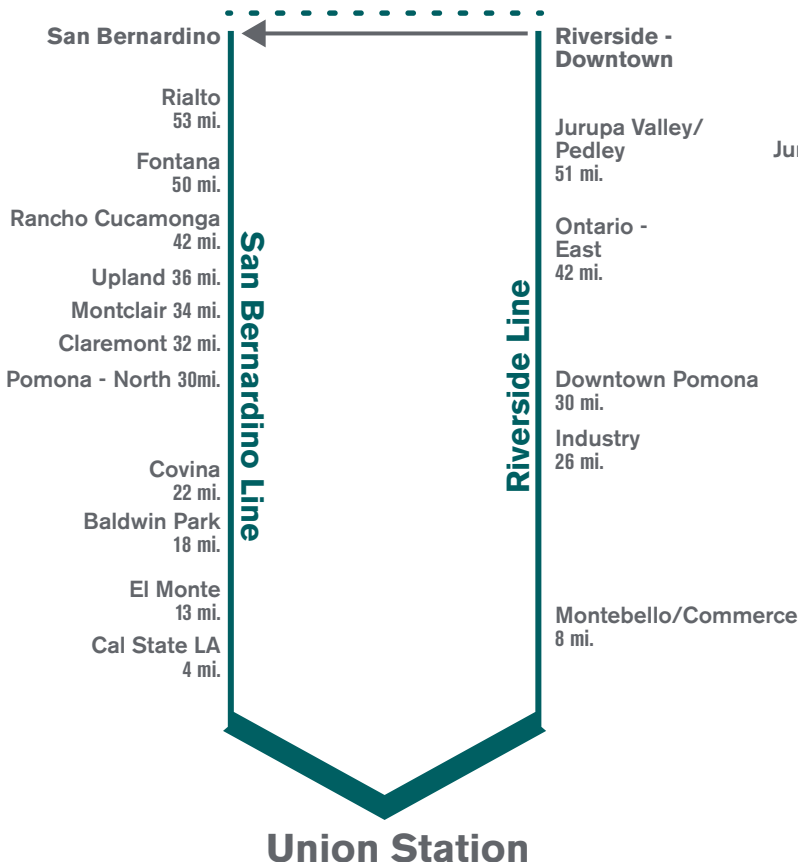 San Bernardino
Rialto
53 mi.
Fontana
50 mi.
Rancho Cucamonga
42 mi.
Upland 36 mi.
Montclair 34 mi.
Claremont 32 mi.
Pomona - North 30mi.
Covina
22 mi.
Baldwin Park
18 mi.
El Monte
13 mi.
Cal State LA
4 mi.
San Bernardino Line
Riverside Line
Riverside -
Downtown
Jurupa Valley/
Pedley
51 mi.
Ontario -
East
42 mi.
Downtown Pomona
30 mi.
Industry
26 mi.
Montebello/Commerce
8 mi.
Union Station